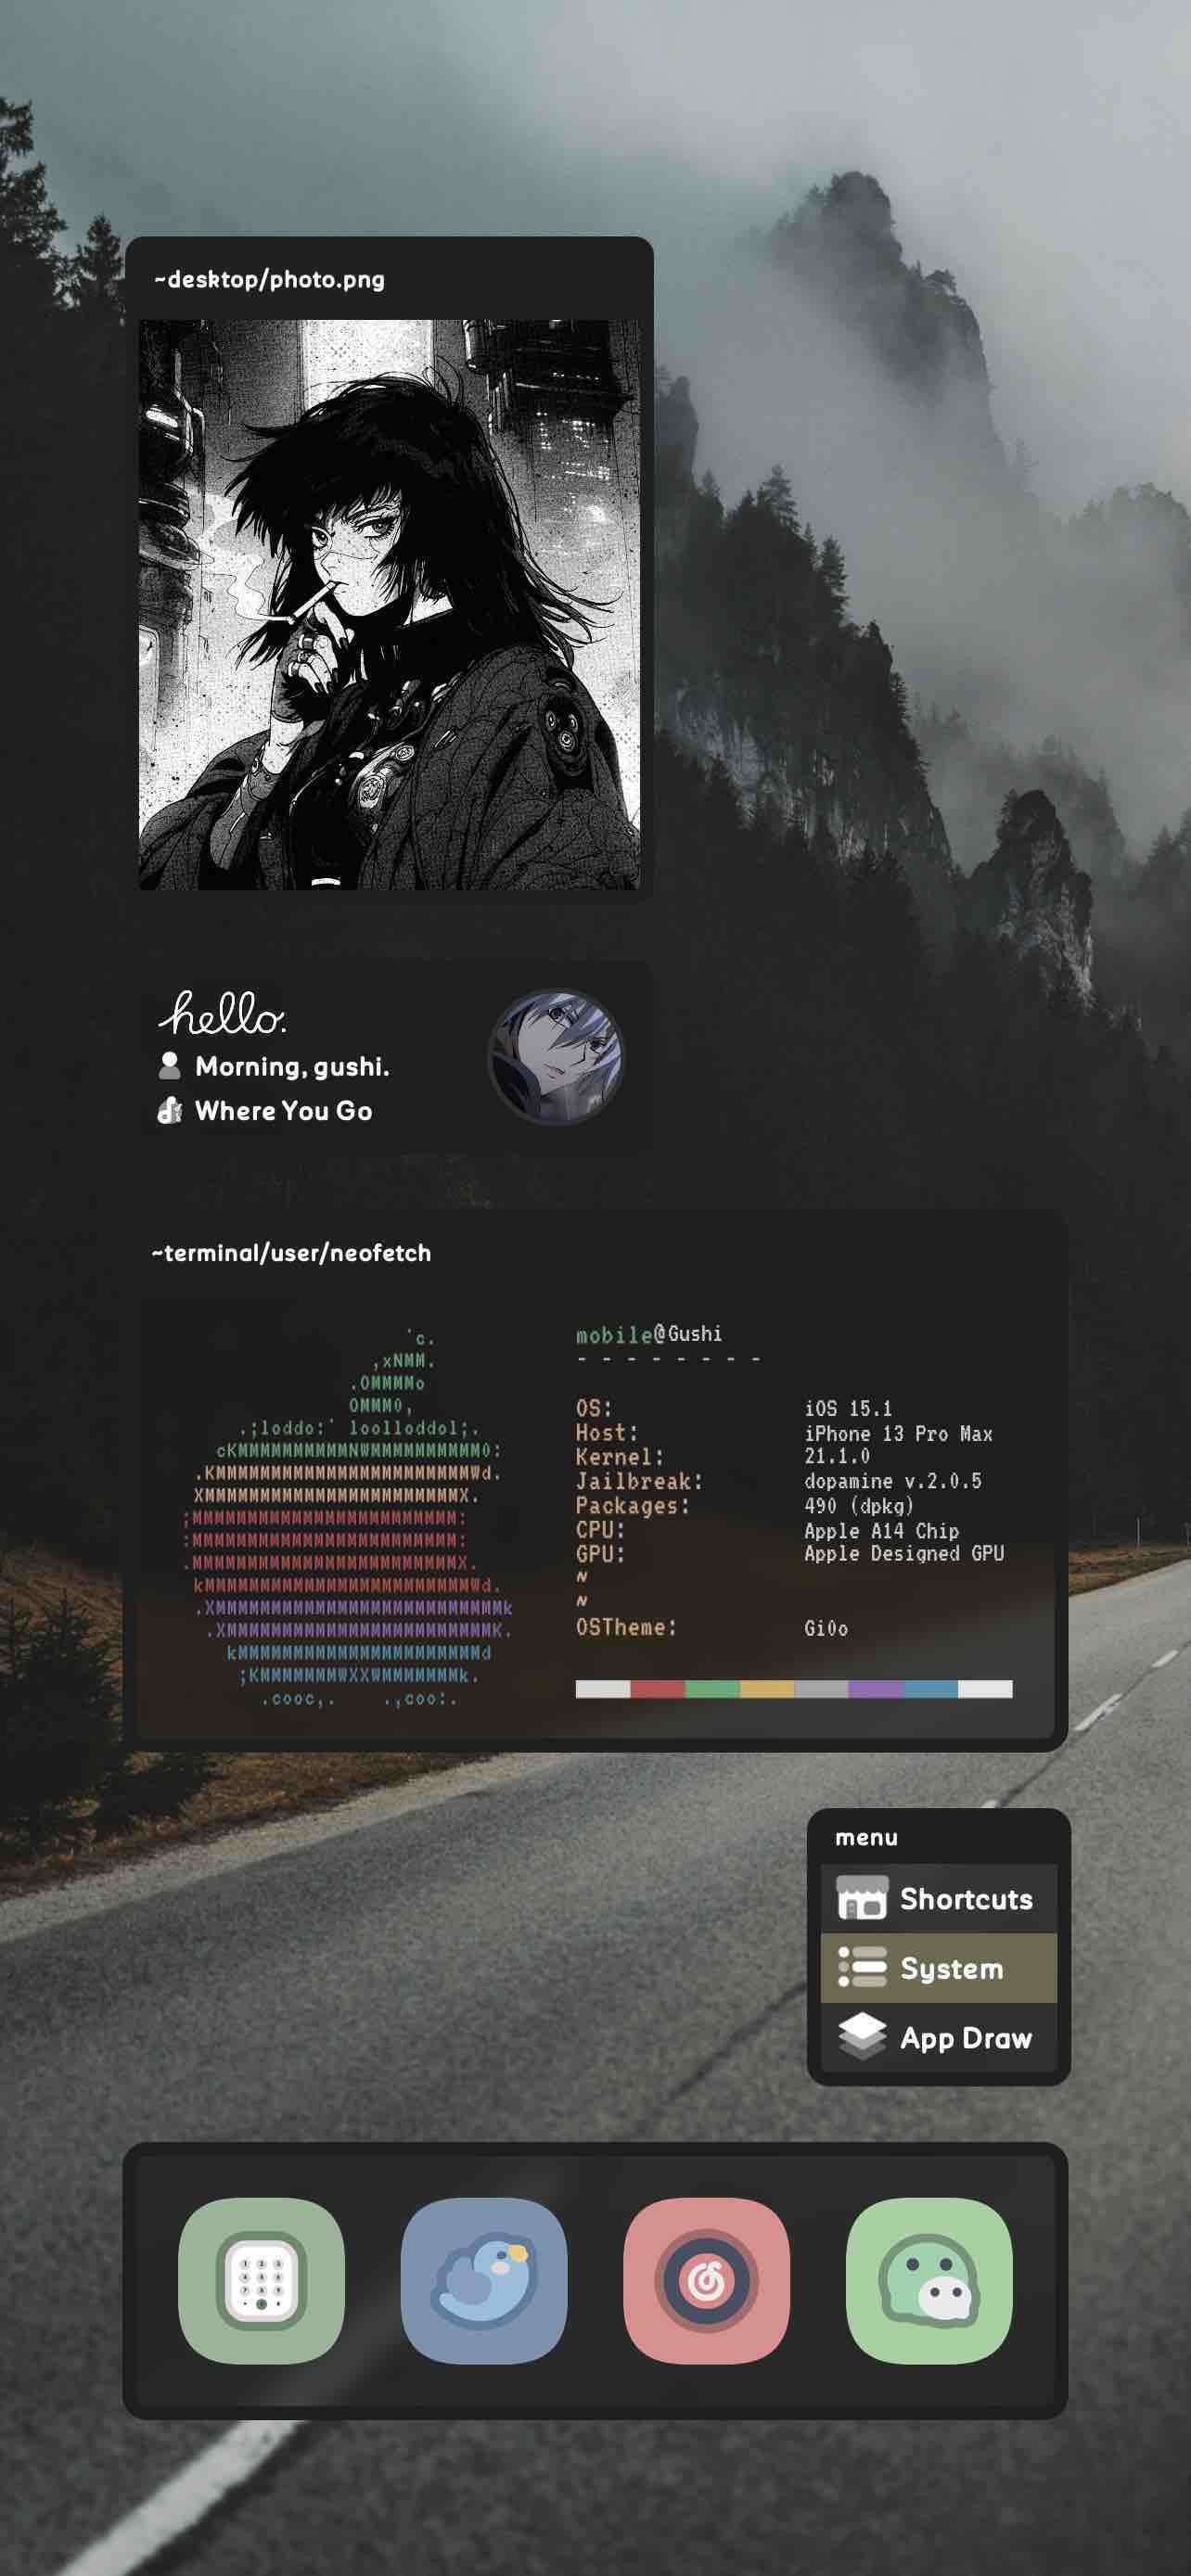 ~desktop/photo.png
hello.
Morning, gushi.
Where You Go
~terminal/user/neofetch
'c.
,xNMM.
.OMMMMo
OMMM0,
.;loddo:' loolloddol;.
cKMMMMMMMMMMNWMMMMMMMMMM0:
.KMMMMMMMMMMMMMMMMMMMMMMMWd.
XMMMMMMMMMMMMMMMMMMMMMMMX.
;MMMMMMMMMMMMMMMMMMMMMMMM:
:MMMMMMMMMMMMMMMMMMMMMMMM:
.MMMMMMMMMMMMMMMMMMMMMMMMX.
kMMMMMMMMMMMMMMMMMMMMMMMMWd.
.XMMMMMMMMMMMMMMMMMMMMMMMMMMk
.XMMMMMMMMMMMMMMMMMMMMMMMMK.
kMMMMMMMMMMMMMMMMMMMMMMd
;KMMMMMMMWXXWMMMMMMMk.
.cooc,. .,coo:.
mobile@Gushi
- - - - - - - -
OS: iOS 15.1
Host: iPhone 13 Pro Max
Kernel: 21.1.0
Jailbreak: dopamine v.2.0.5
Packages: 490 (dpkg)
CPU: Apple A14 Chip
GPU: Apple Designed GPU
~
~
OSTheme: Gi0o
menu
Shortcuts
System
App Draw